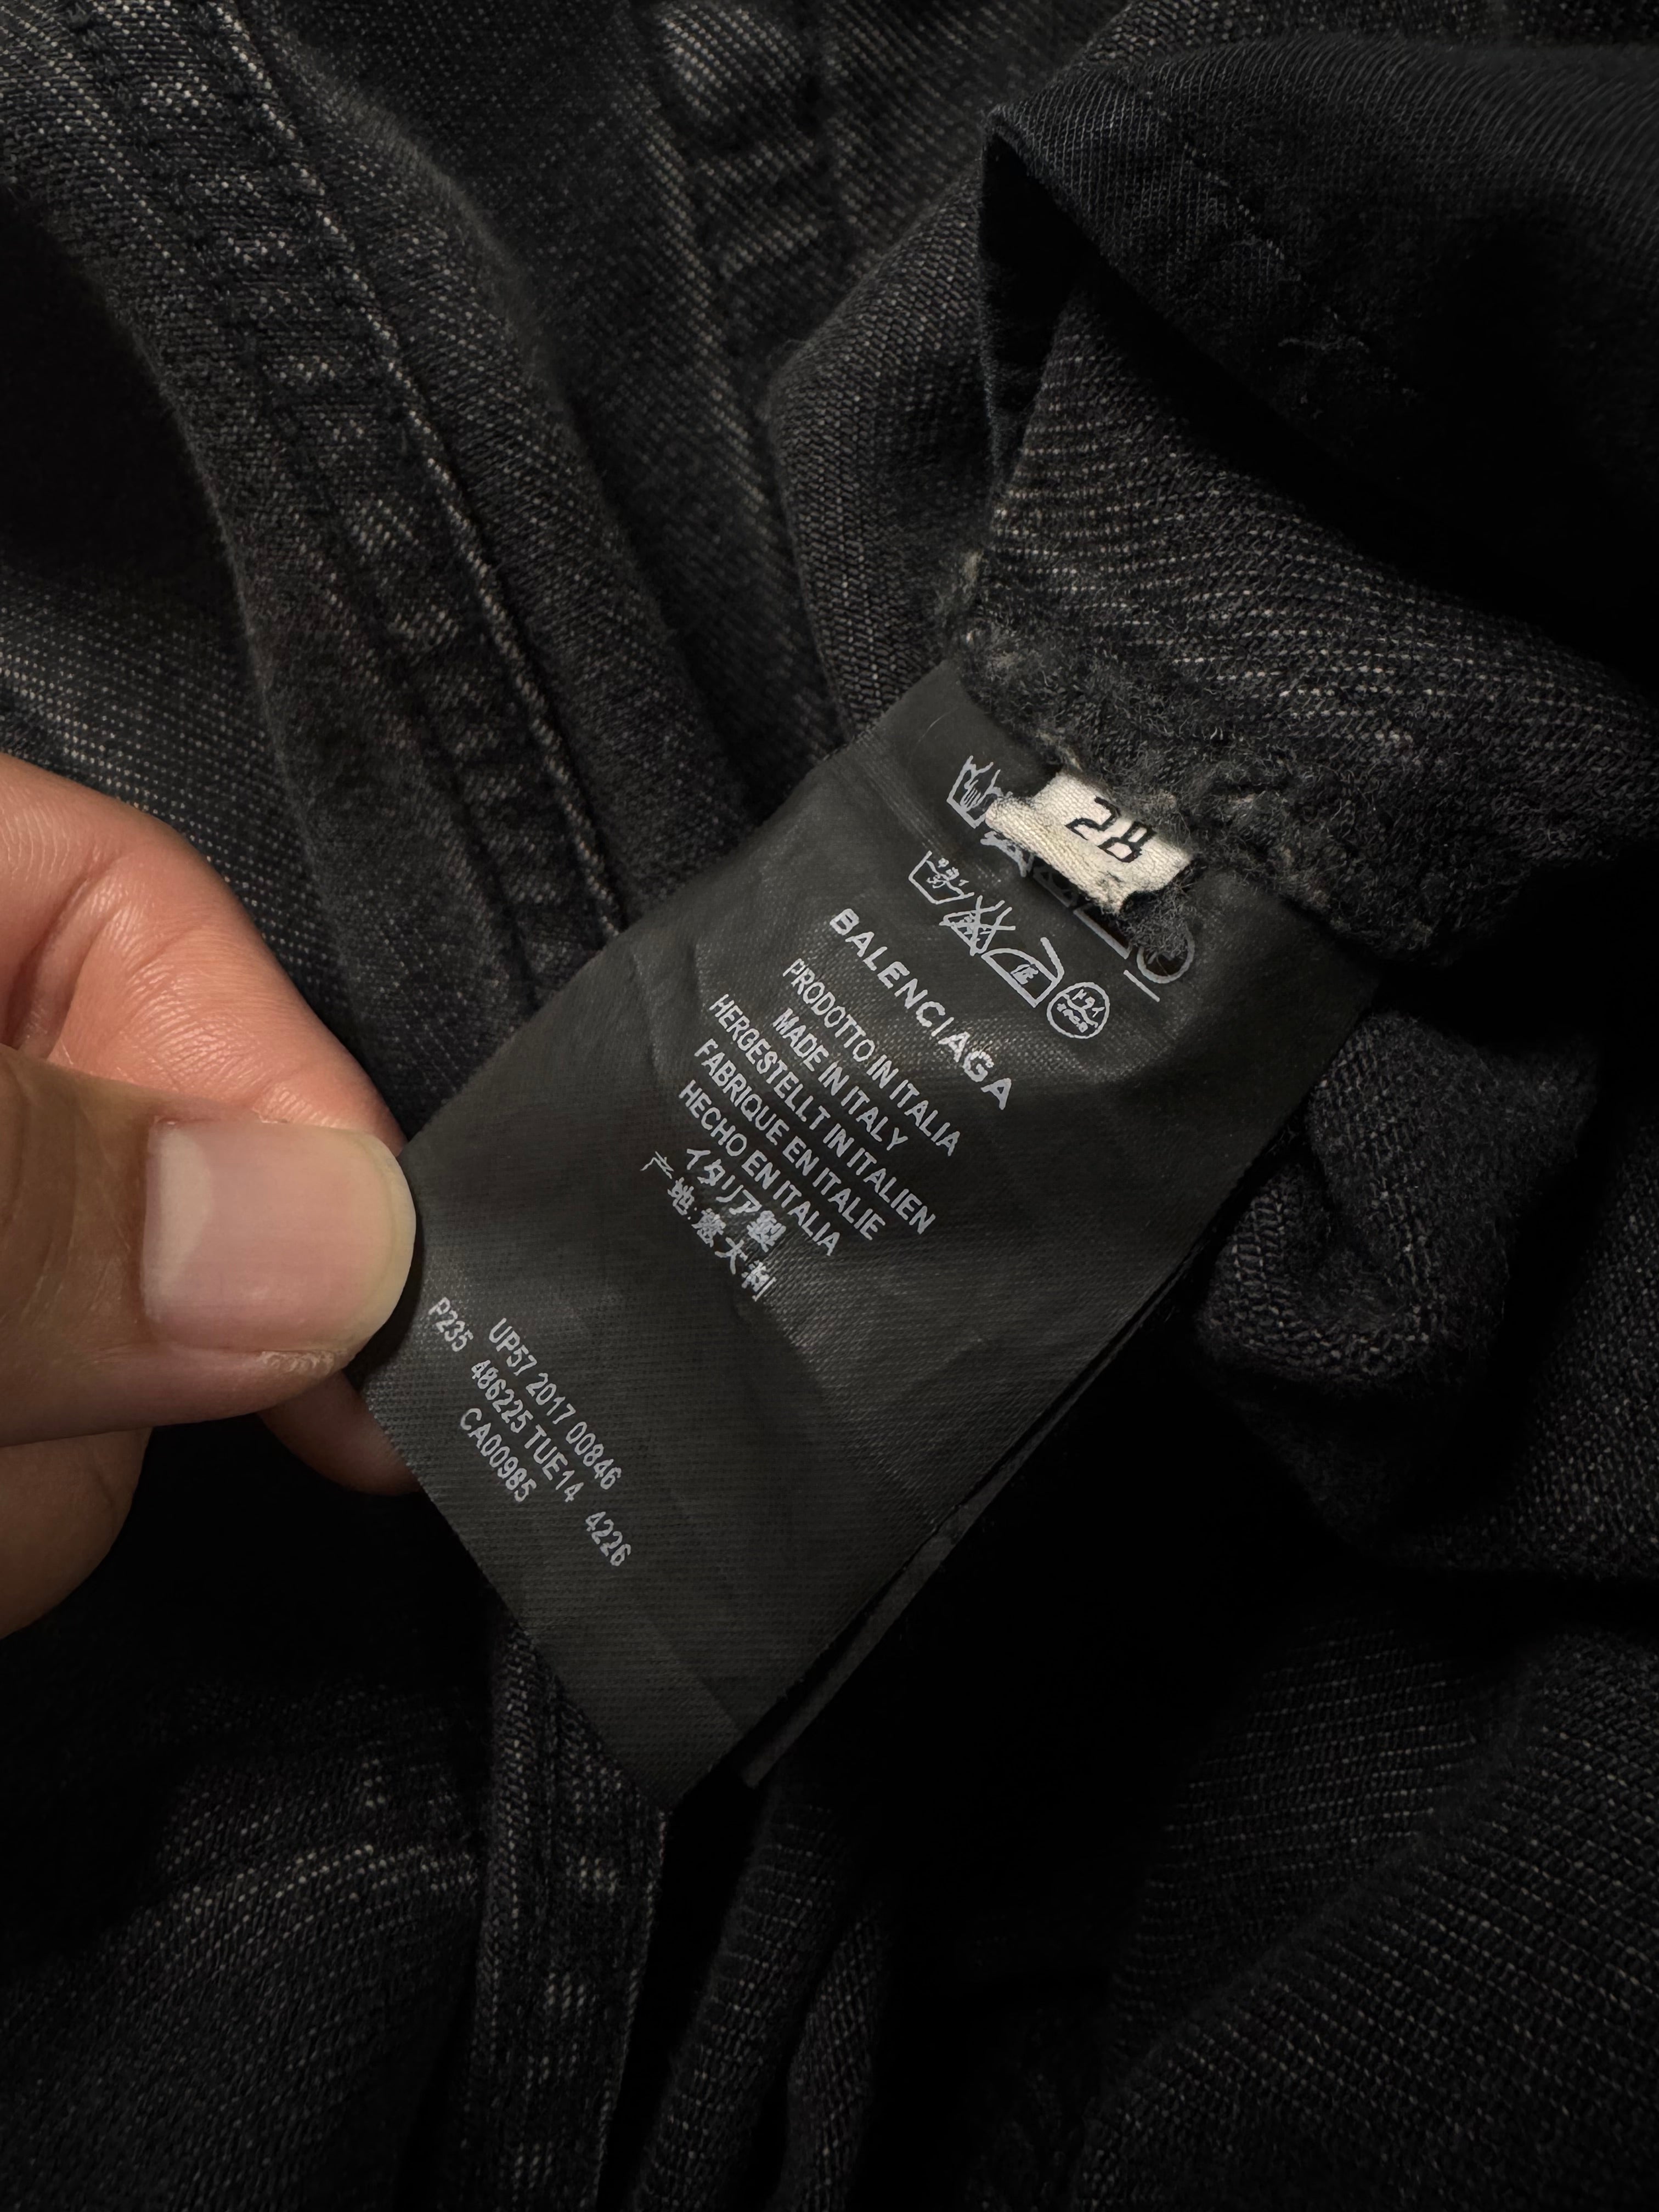 28
BALENCIAGA
PRODOTTO IN ITALIA
MADE IN ITALY
HERGESTELLT IN ITALIEN
FABRIQUE EN ITALIE
HECHO EN ITALIA
イタリア製
产地:意大利
UP57 2017 00846
P235 486225 TUE14 4226
CA00985